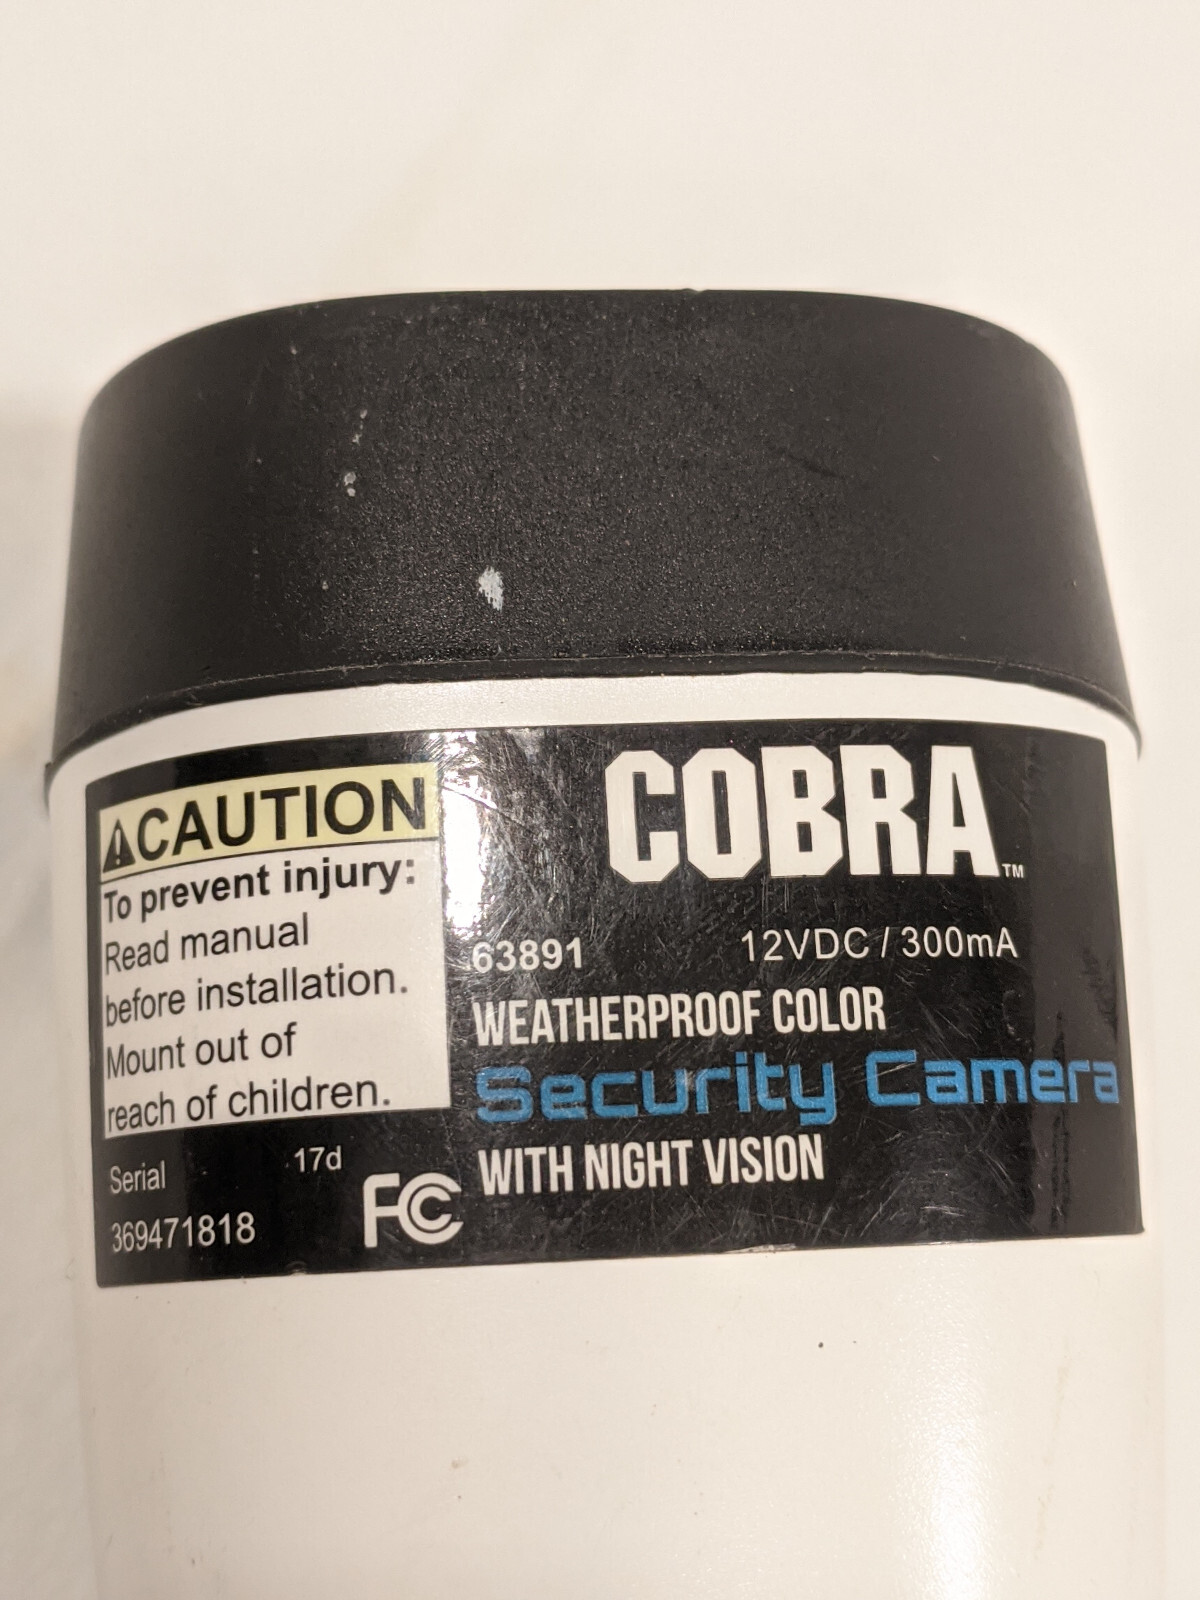 CAUTION
To prevent injury:
Read manual
before installation.
Mount out of
reach of children.
Serial 17d
369471818
FC
COBRA™
63891 12VDC / 300mA
WEATHERPROOF COLOR
Security Camera
WITH NIGHT VISION